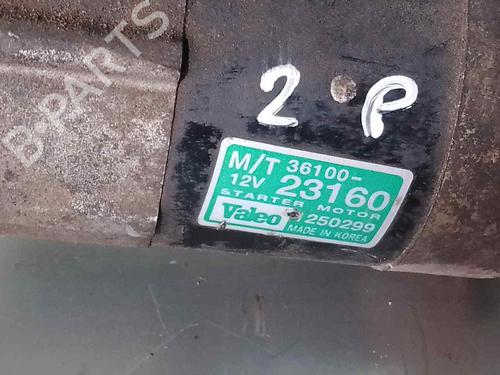 B-PARTS
2 P
M/T 36100-
12V 23160
STARTER MOTOR
Valeo 250299
MADE IN KOREA